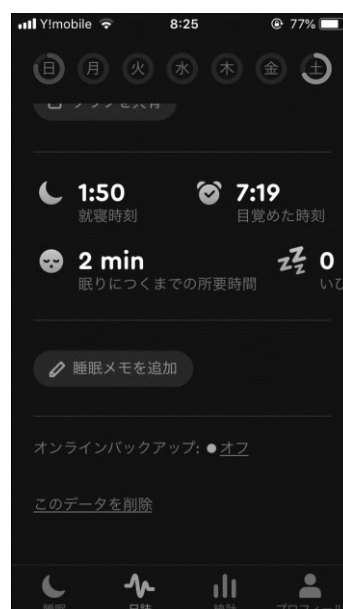 Y!mobile 8:25 77%
日 月 火 水 木 金 土
1:50 7:19
就寝時刻 目覚めた時刻
2 min 0
眠りにつくまでの所要時間 いび
睡眠メモを追加
オンラインバックアップ: ● オフ
このデータを削除